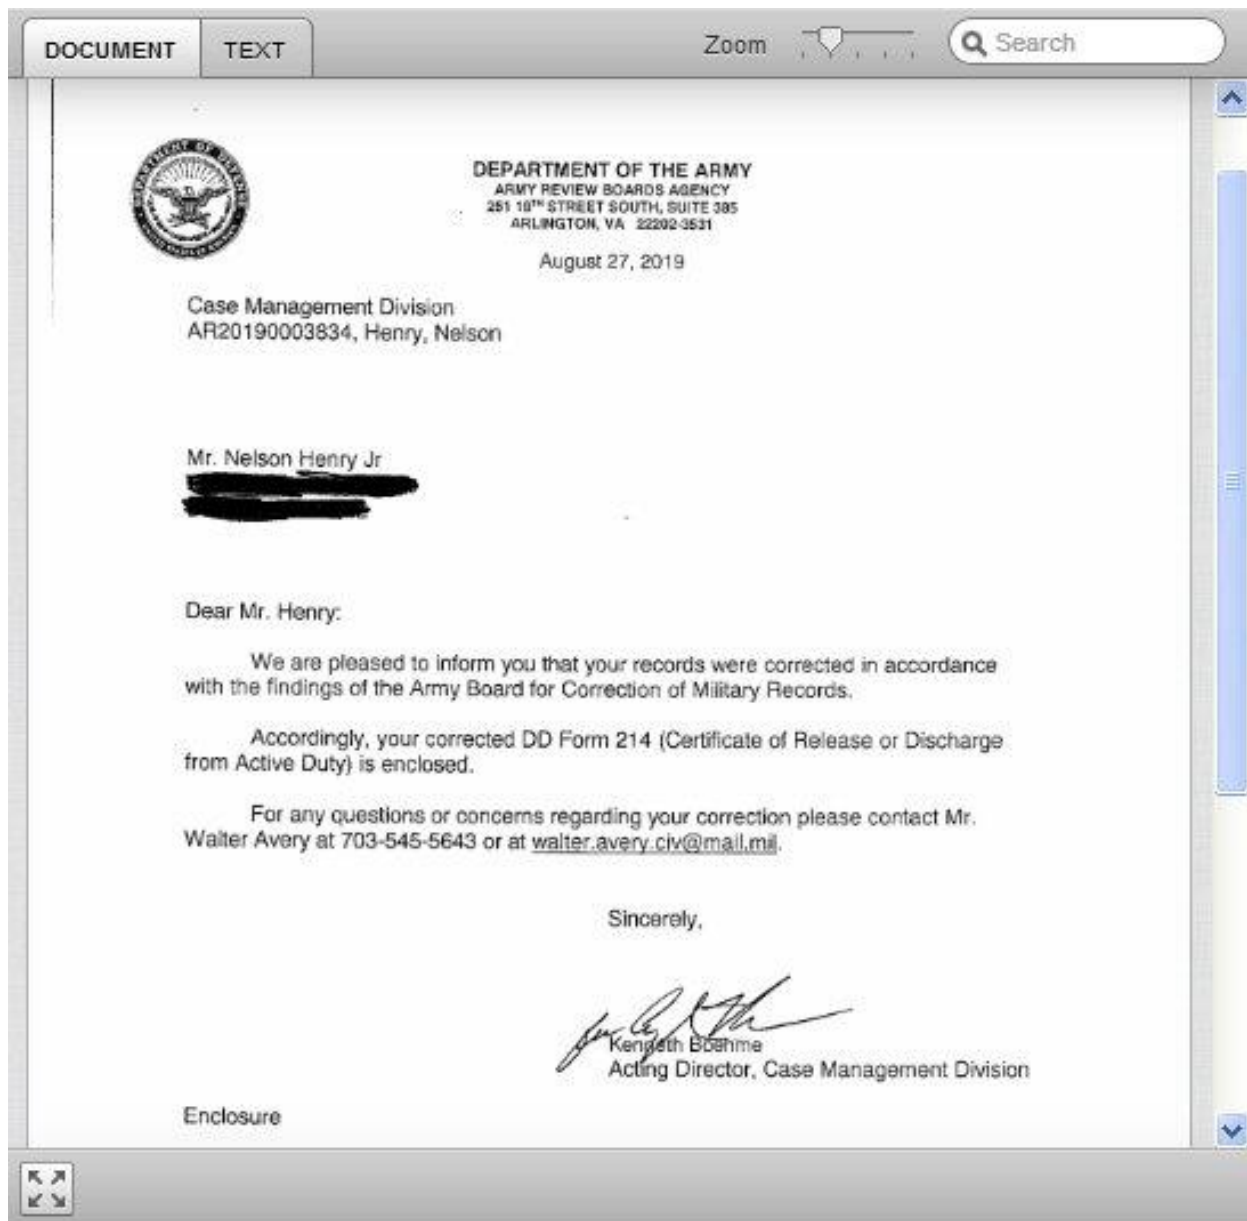 DOCUMENT
TEXT
Zoom
Search
DEPARTMENT OF DEFENSE
DEPARTMENT OF THE ARMY
ARMY REVIEW BOARDS AGENCY
251 18TH STREET SOUTH, SUITE 385
ARLINGTON, VA 22202-3531
August 27, 2019
Case Management Division
AR20190003834, Henry, Nelson
Mr. Nelson Henry Jr
Dear Mr. Henry:
We are pleased to inform you that your records were corrected in accordance
with the findings of the Army Board for Correction of Military Records.
Accordingly, your corrected DD Form 214 (Certificate of Release or Discharge
from Active Duty) is enclosed.
For any questions or concerns regarding your correction please contact Mr.
Walter Avery at 703-545-5643 or at walter.avery.civ@mail.mil.
Sincerely,
Kenneth Boehme
Acting Director, Case Management Division
Enclosure